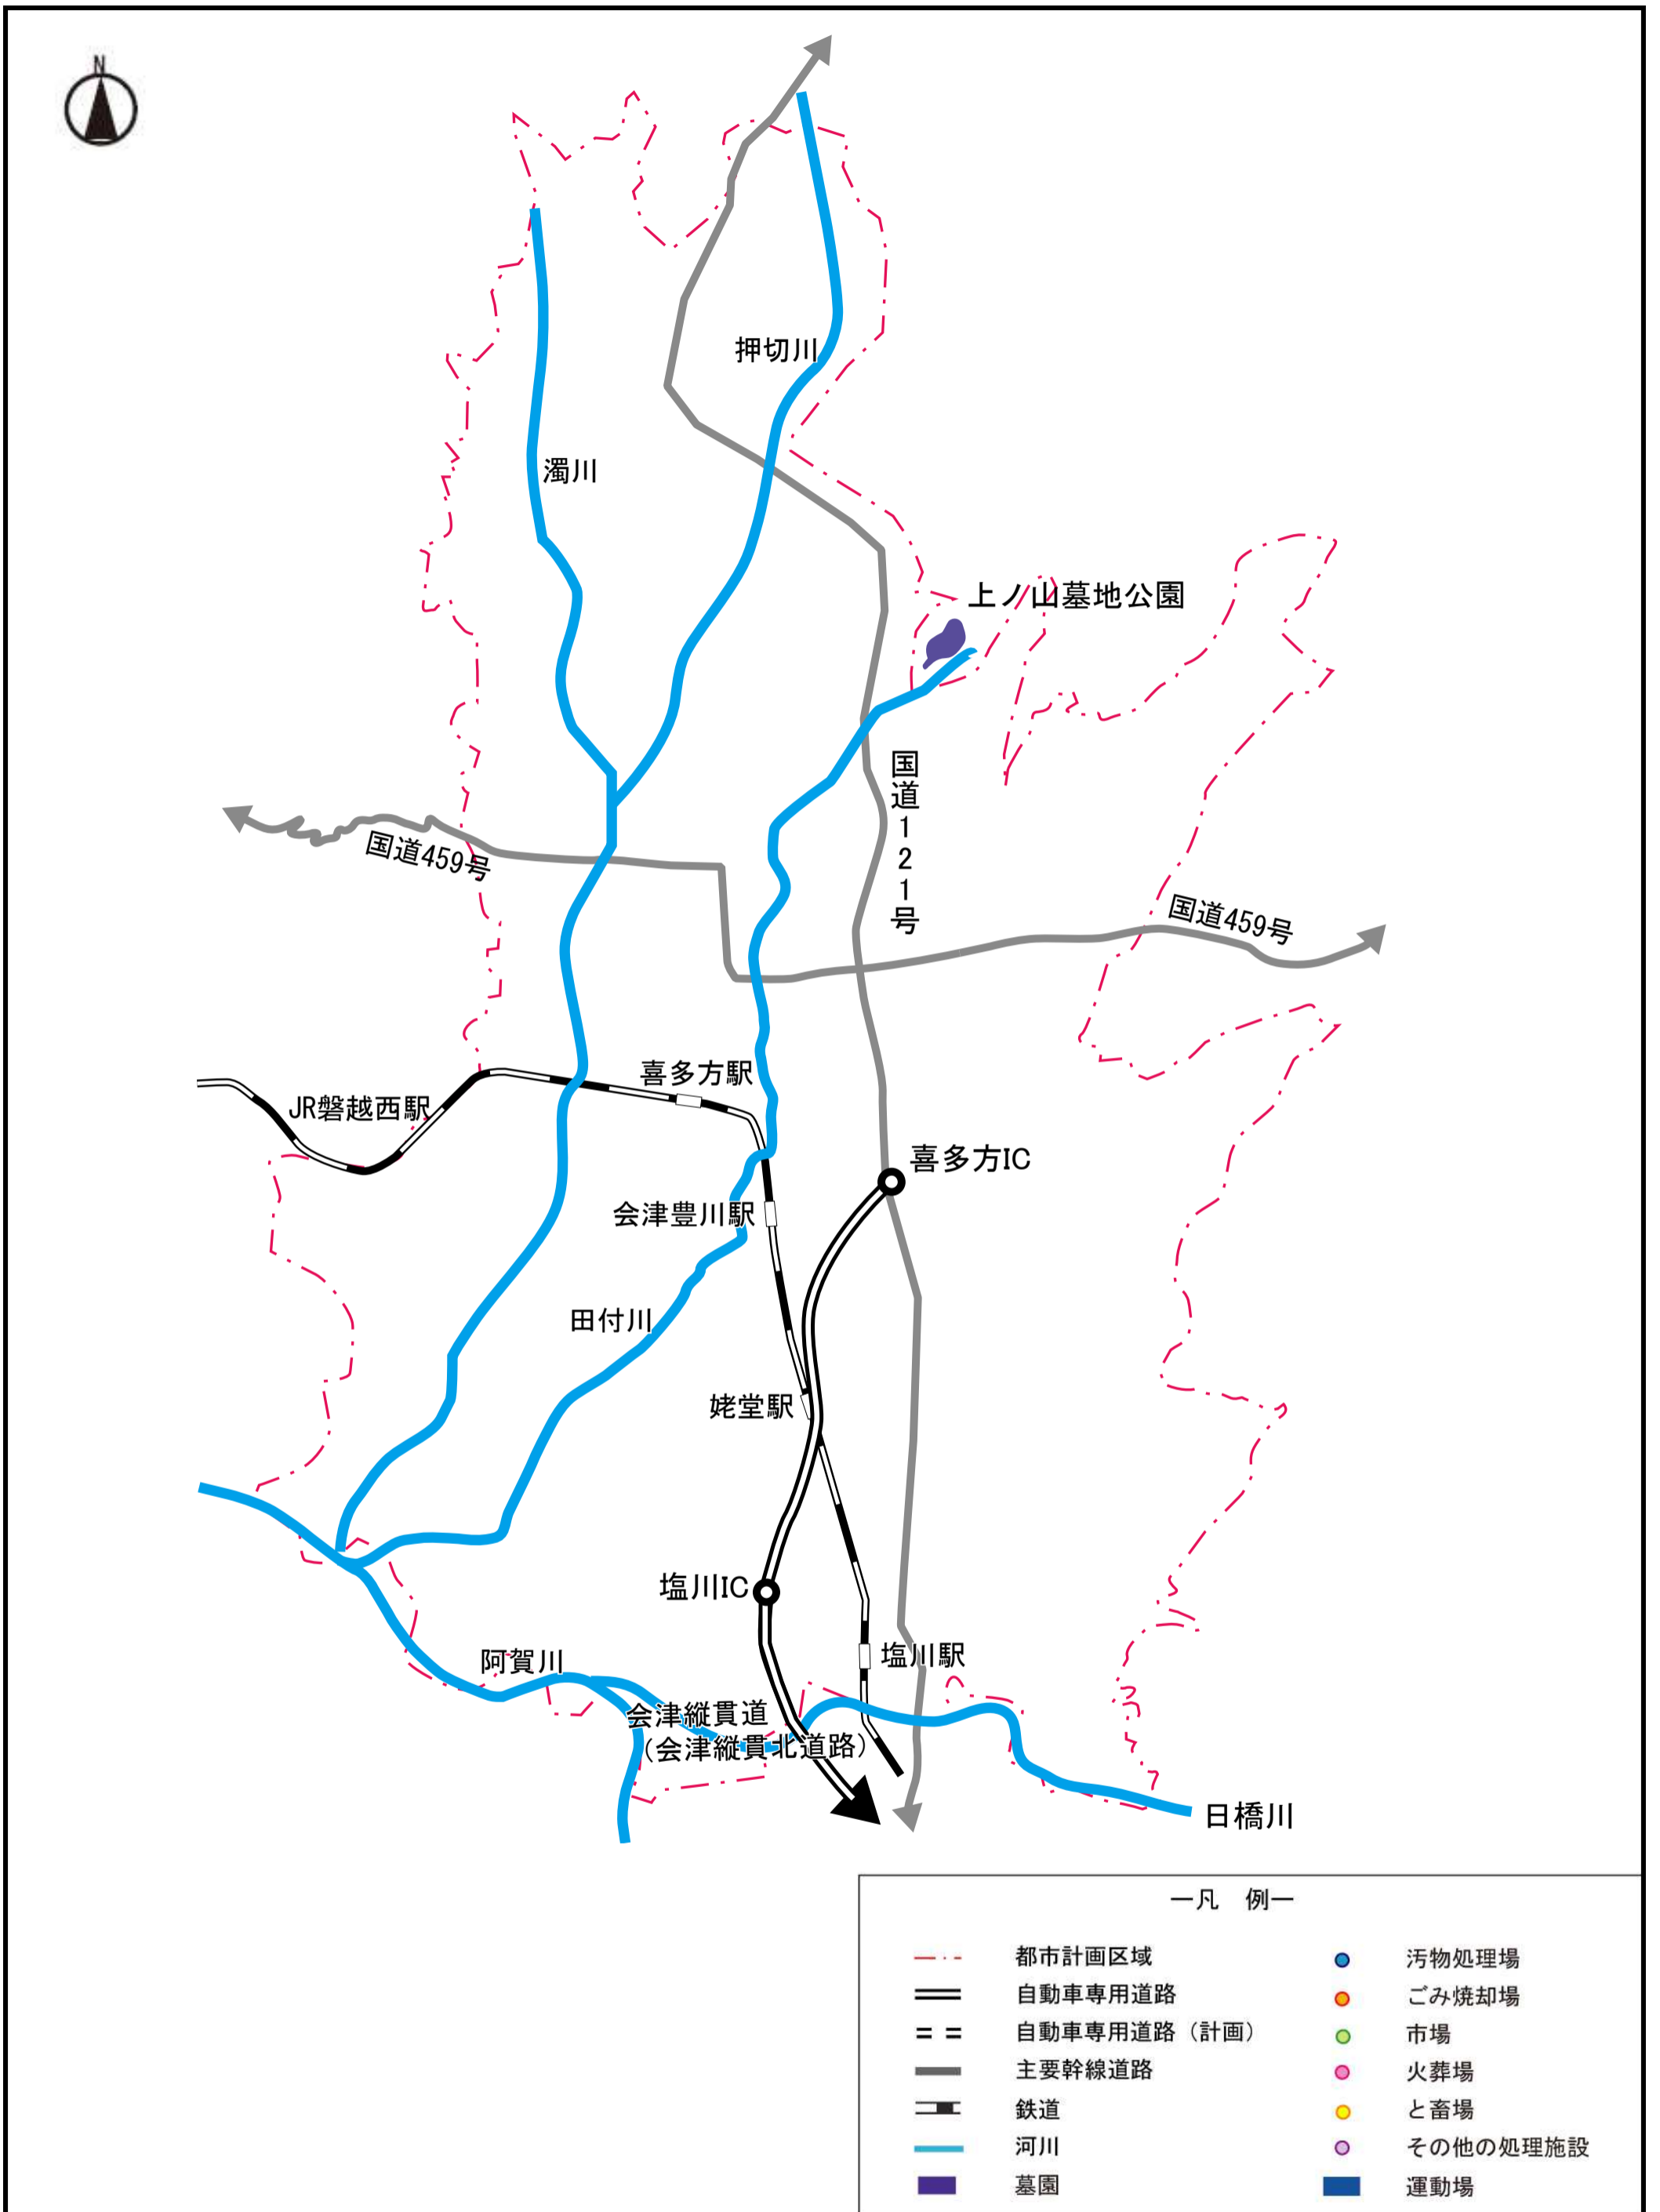 N
押切川
濁川
上ノ山墓地公園
国道121号
国道459号
国道459号
喜多方駅
JR磐越西駅
喜多方IC
会津豊川駅
田付川
姥堂駅
塩川IC
塩川駅
阿賀川
会津縦貫道
(会津縦貫北道路)
日橋川
―凡 例―
都市計画区域
自動車専用道路
自動車専用道路（計画）
主要幹線道路
鉄道
河川
墓園
汚物処理場
ごみ焼却場
市場
火葬場
と畜場
その他の処理施設
運動場